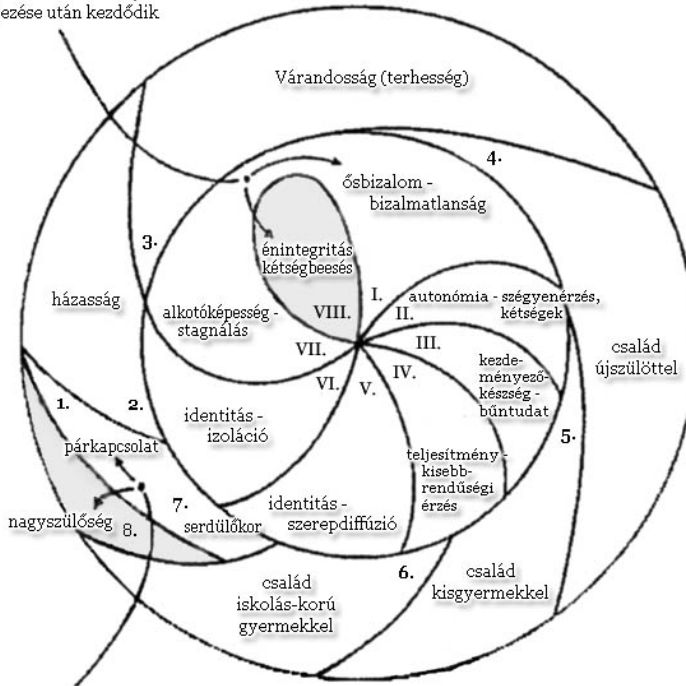 ezése után kezdődik
Várandosság (terhesség)
4.
ősbizalom -
bizalmatlanság
énintegritás
kétségbeesés
3.
házasság
alkotóképesség -
stagnálás
VIII.
I.
II.
autonómia - szégyenérzés,
kétségek
III.
VII.
IV.
VI.
V.
kezde-
ményező-
készség -
bűntudat
család
újszülöttel
1.
2.
identitás -
izoláció
párkapcsolat
5.
teljesítmény -
kisebb-
rendűségi
érzés
7.
serdülőkor
identitás -
szerepdiffúzió
nagyszülőség
8.
6.
család
iskolás-korú
gyermekkel
család
kisgyermekkel